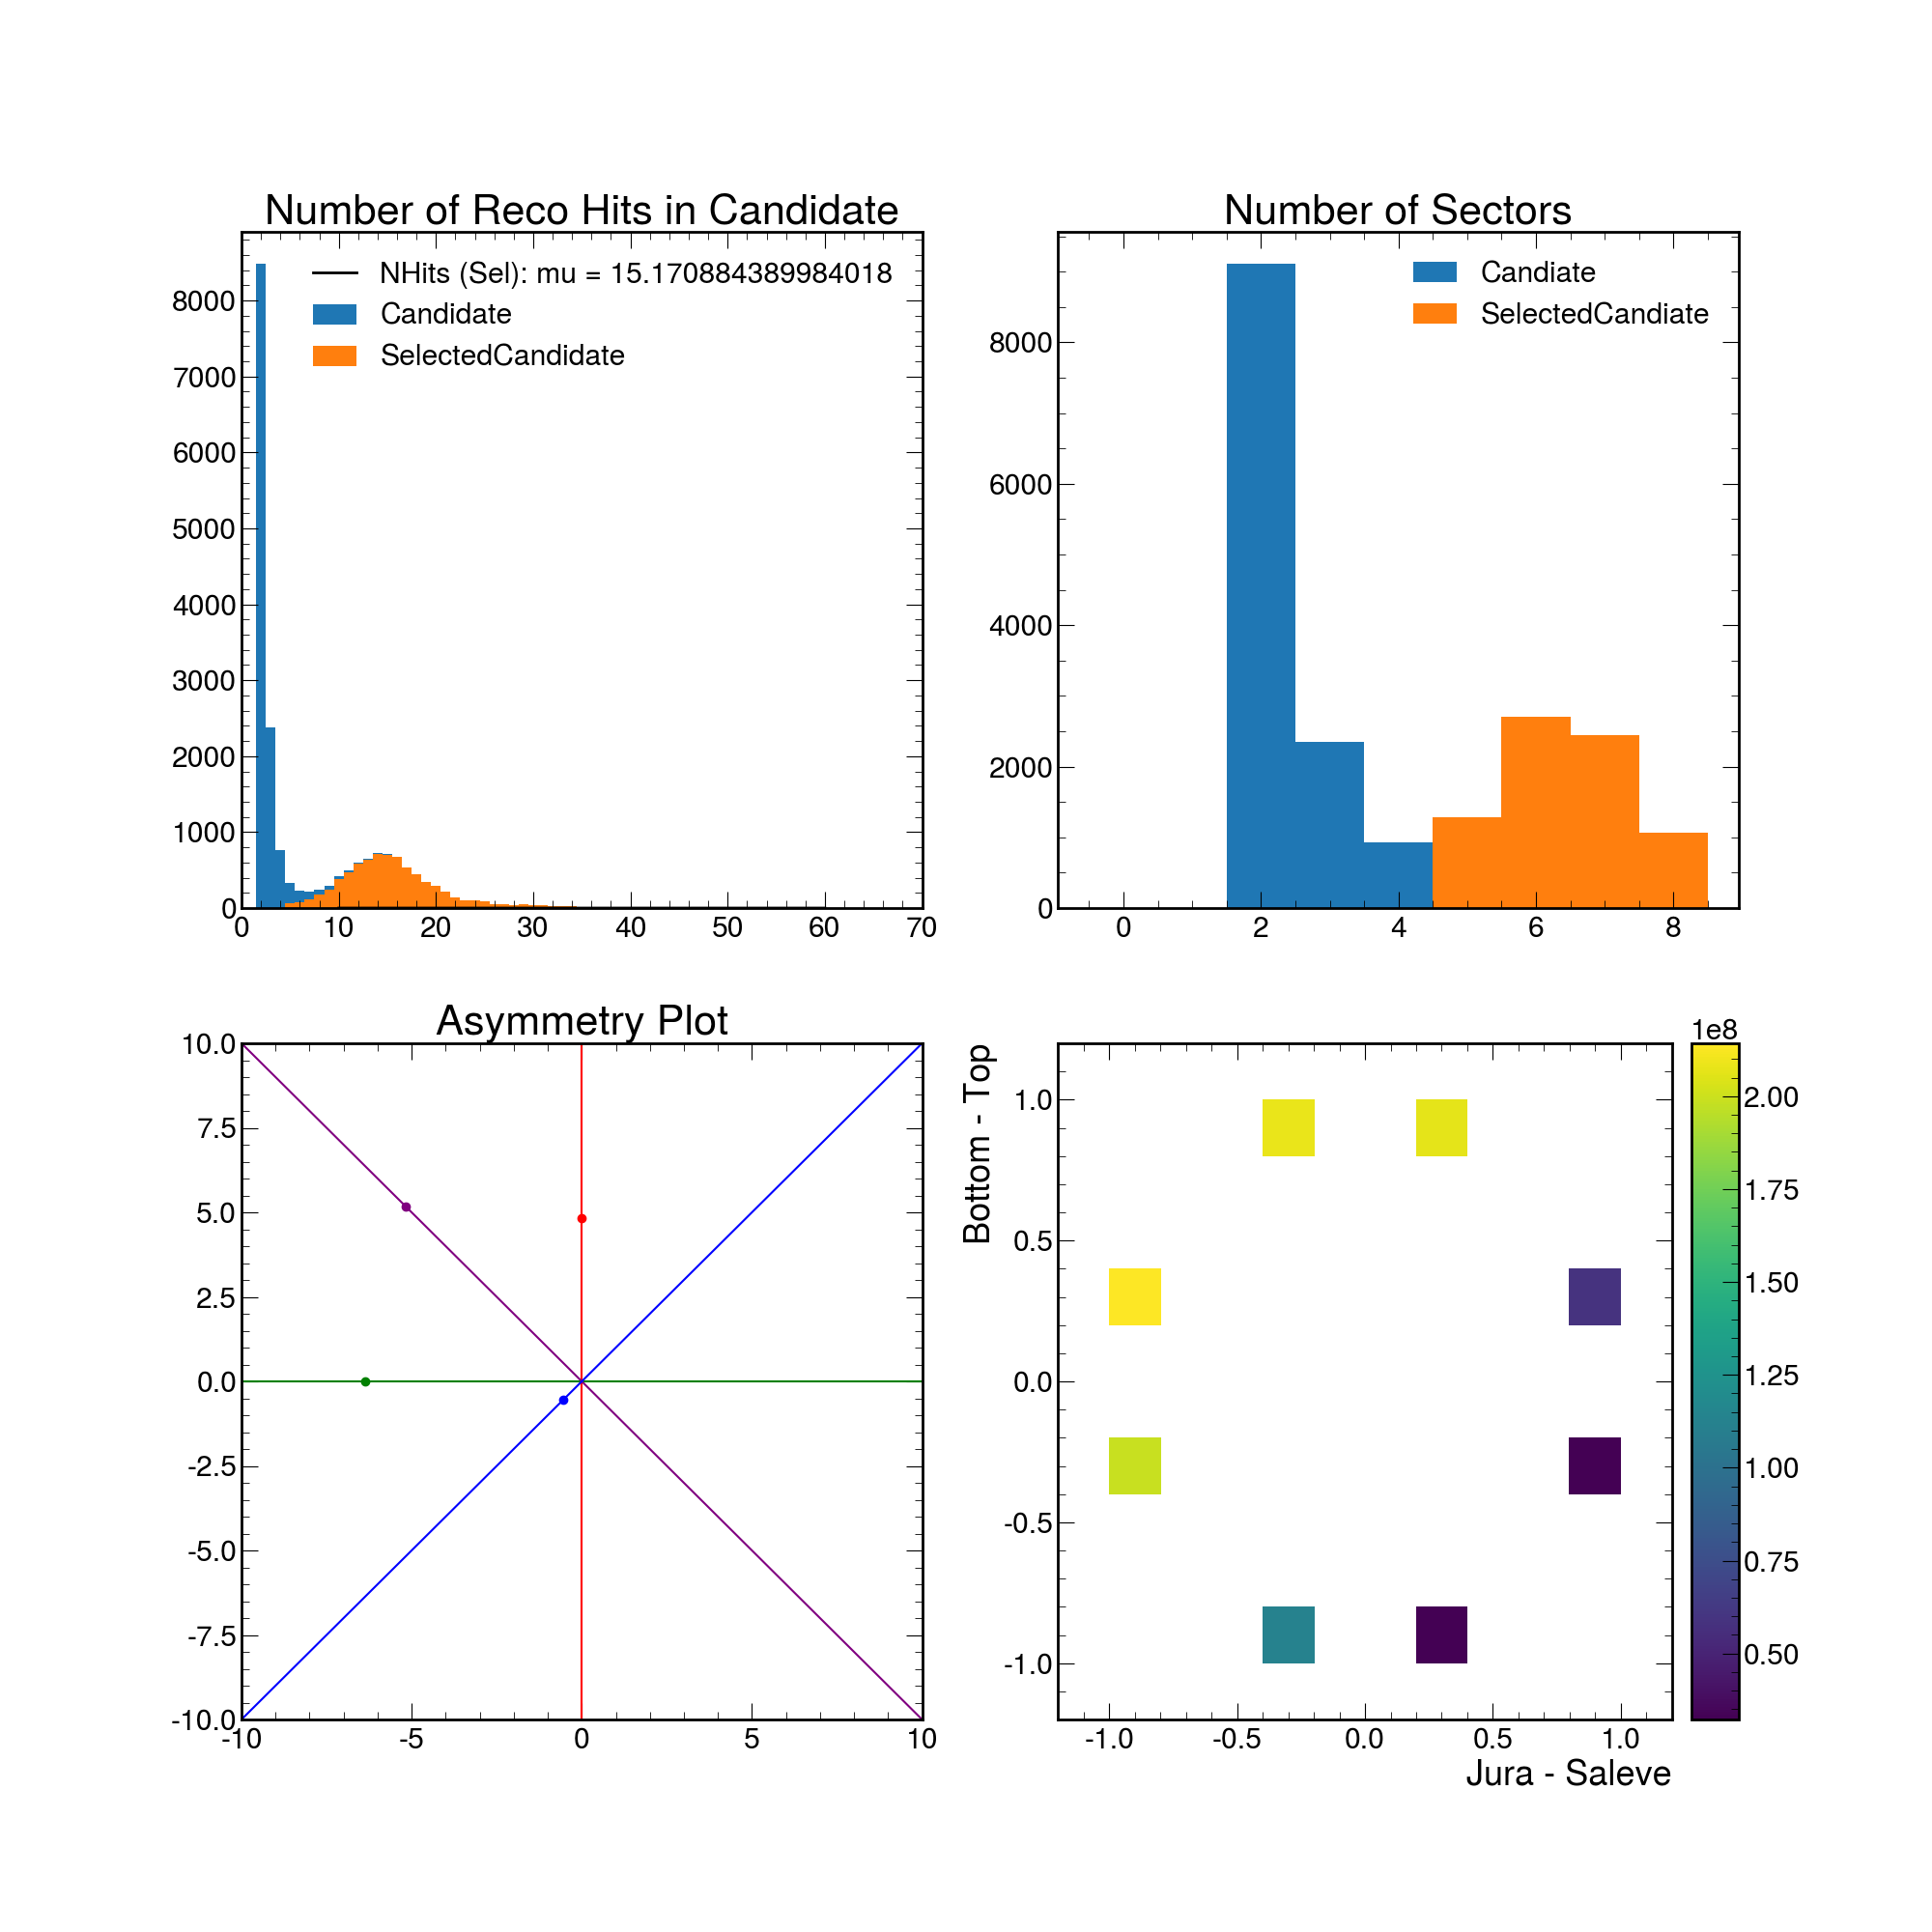 Number of Reco Hits in Candidate
NHits (Sel): mu = 15.170884389984018
Candidate
SelectedCandidate
8000
7000
6000
5000
4000
3000
2000
1000
0
0 10 20 30 40 50 60 70
Number of Sectors
Candiate
SelectedCandiate
8000
6000
4000
2000
0
0 2 4 6 8
Asymmetry Plot
10.0
7.5
5.0
2.5
0.0
-2.5
-5.0
-7.5
-10.0
-10 -5 0 5 10
Bottom - Top
1.0
0.5
0.0
-0.5
-1.0
-1.0 -0.5 0.0 0.5 1.0
Jura - Saleve
1e8
2.00
1.75
1.50
1.25
1.00
0.75
0.50